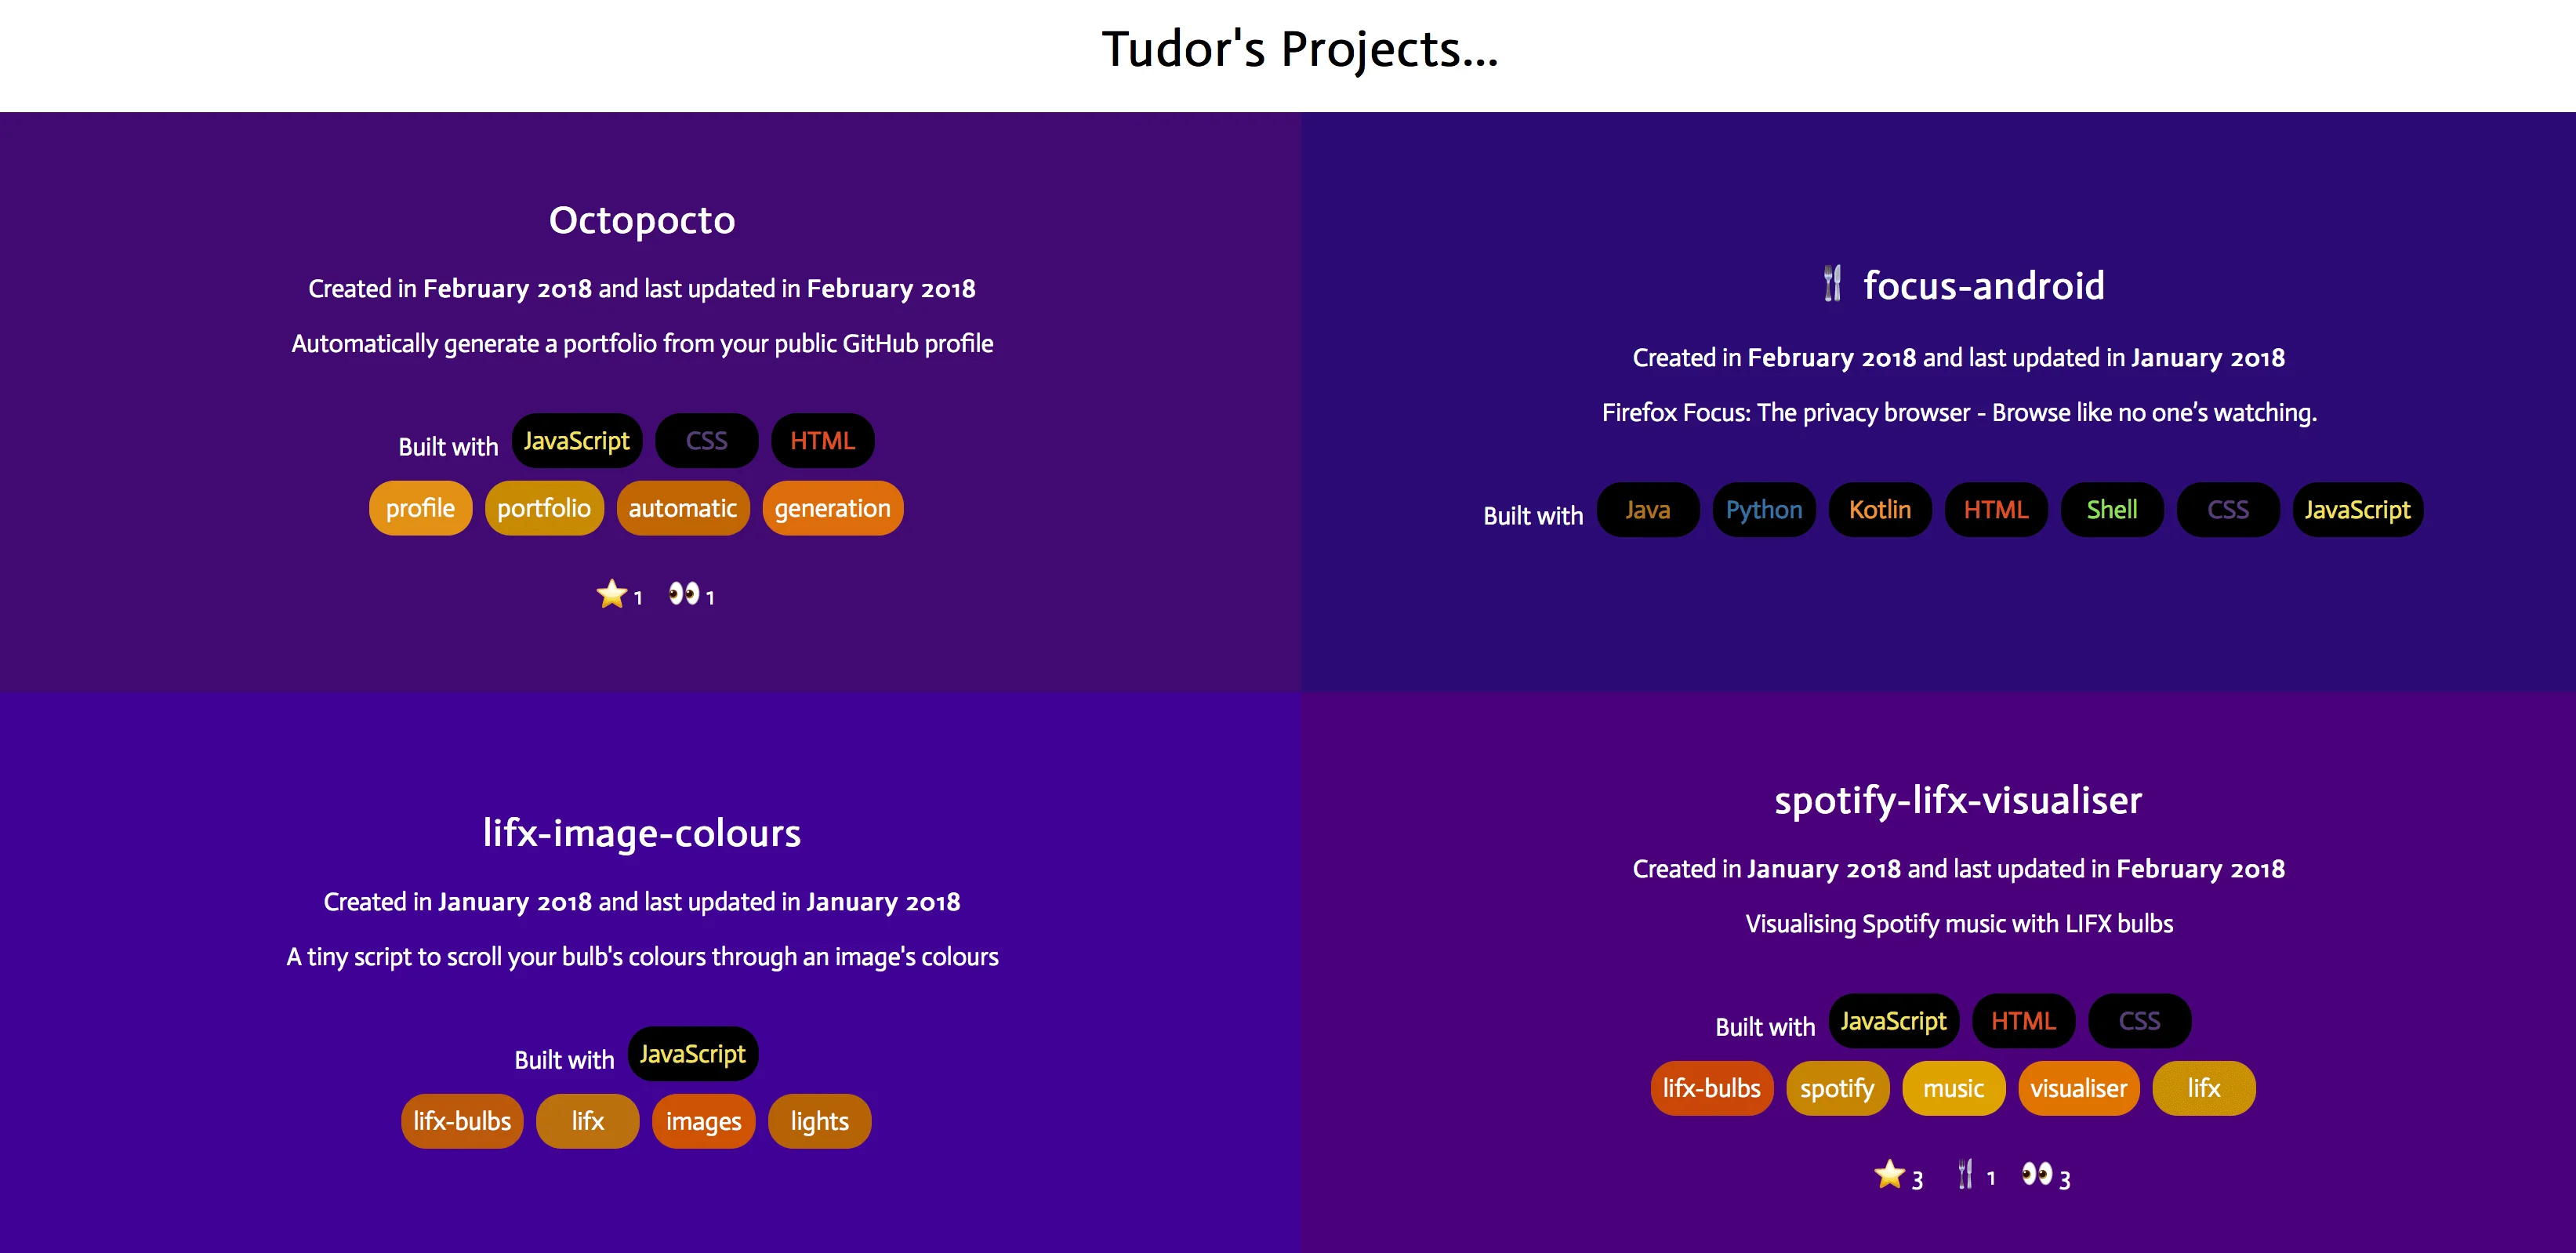 Tudor's Projects...
Octopocto
Created in February 2018 and last updated in February 2018
Automatically generate a portfolio from your public GitHub profile
Built with JavaScript CSS HTML
profile portfolio automatic generation
⭐ 1 👀 1
🍴 focus-android
Created in February 2018 and last updated in January 2018
Firefox Focus: The privacy browser - Browse like no one’s watching.
Built with Java Python Kotlin HTML Shell CSS JavaScript
lifx-image-colours
Created in January 2018 and last updated in January 2018
A tiny script to scroll your bulb's colours through an image's colours
Built with JavaScript
lifx-bulbs lifx images lights
spotify-lifx-visualiser
Created in January 2018 and last updated in February 2018
Visualising Spotify music with LIFX bulbs
Built with JavaScript HTML CSS
lifx-bulbs spotify music visualiser lifx
⭐ 3 🍴 1 👀 3